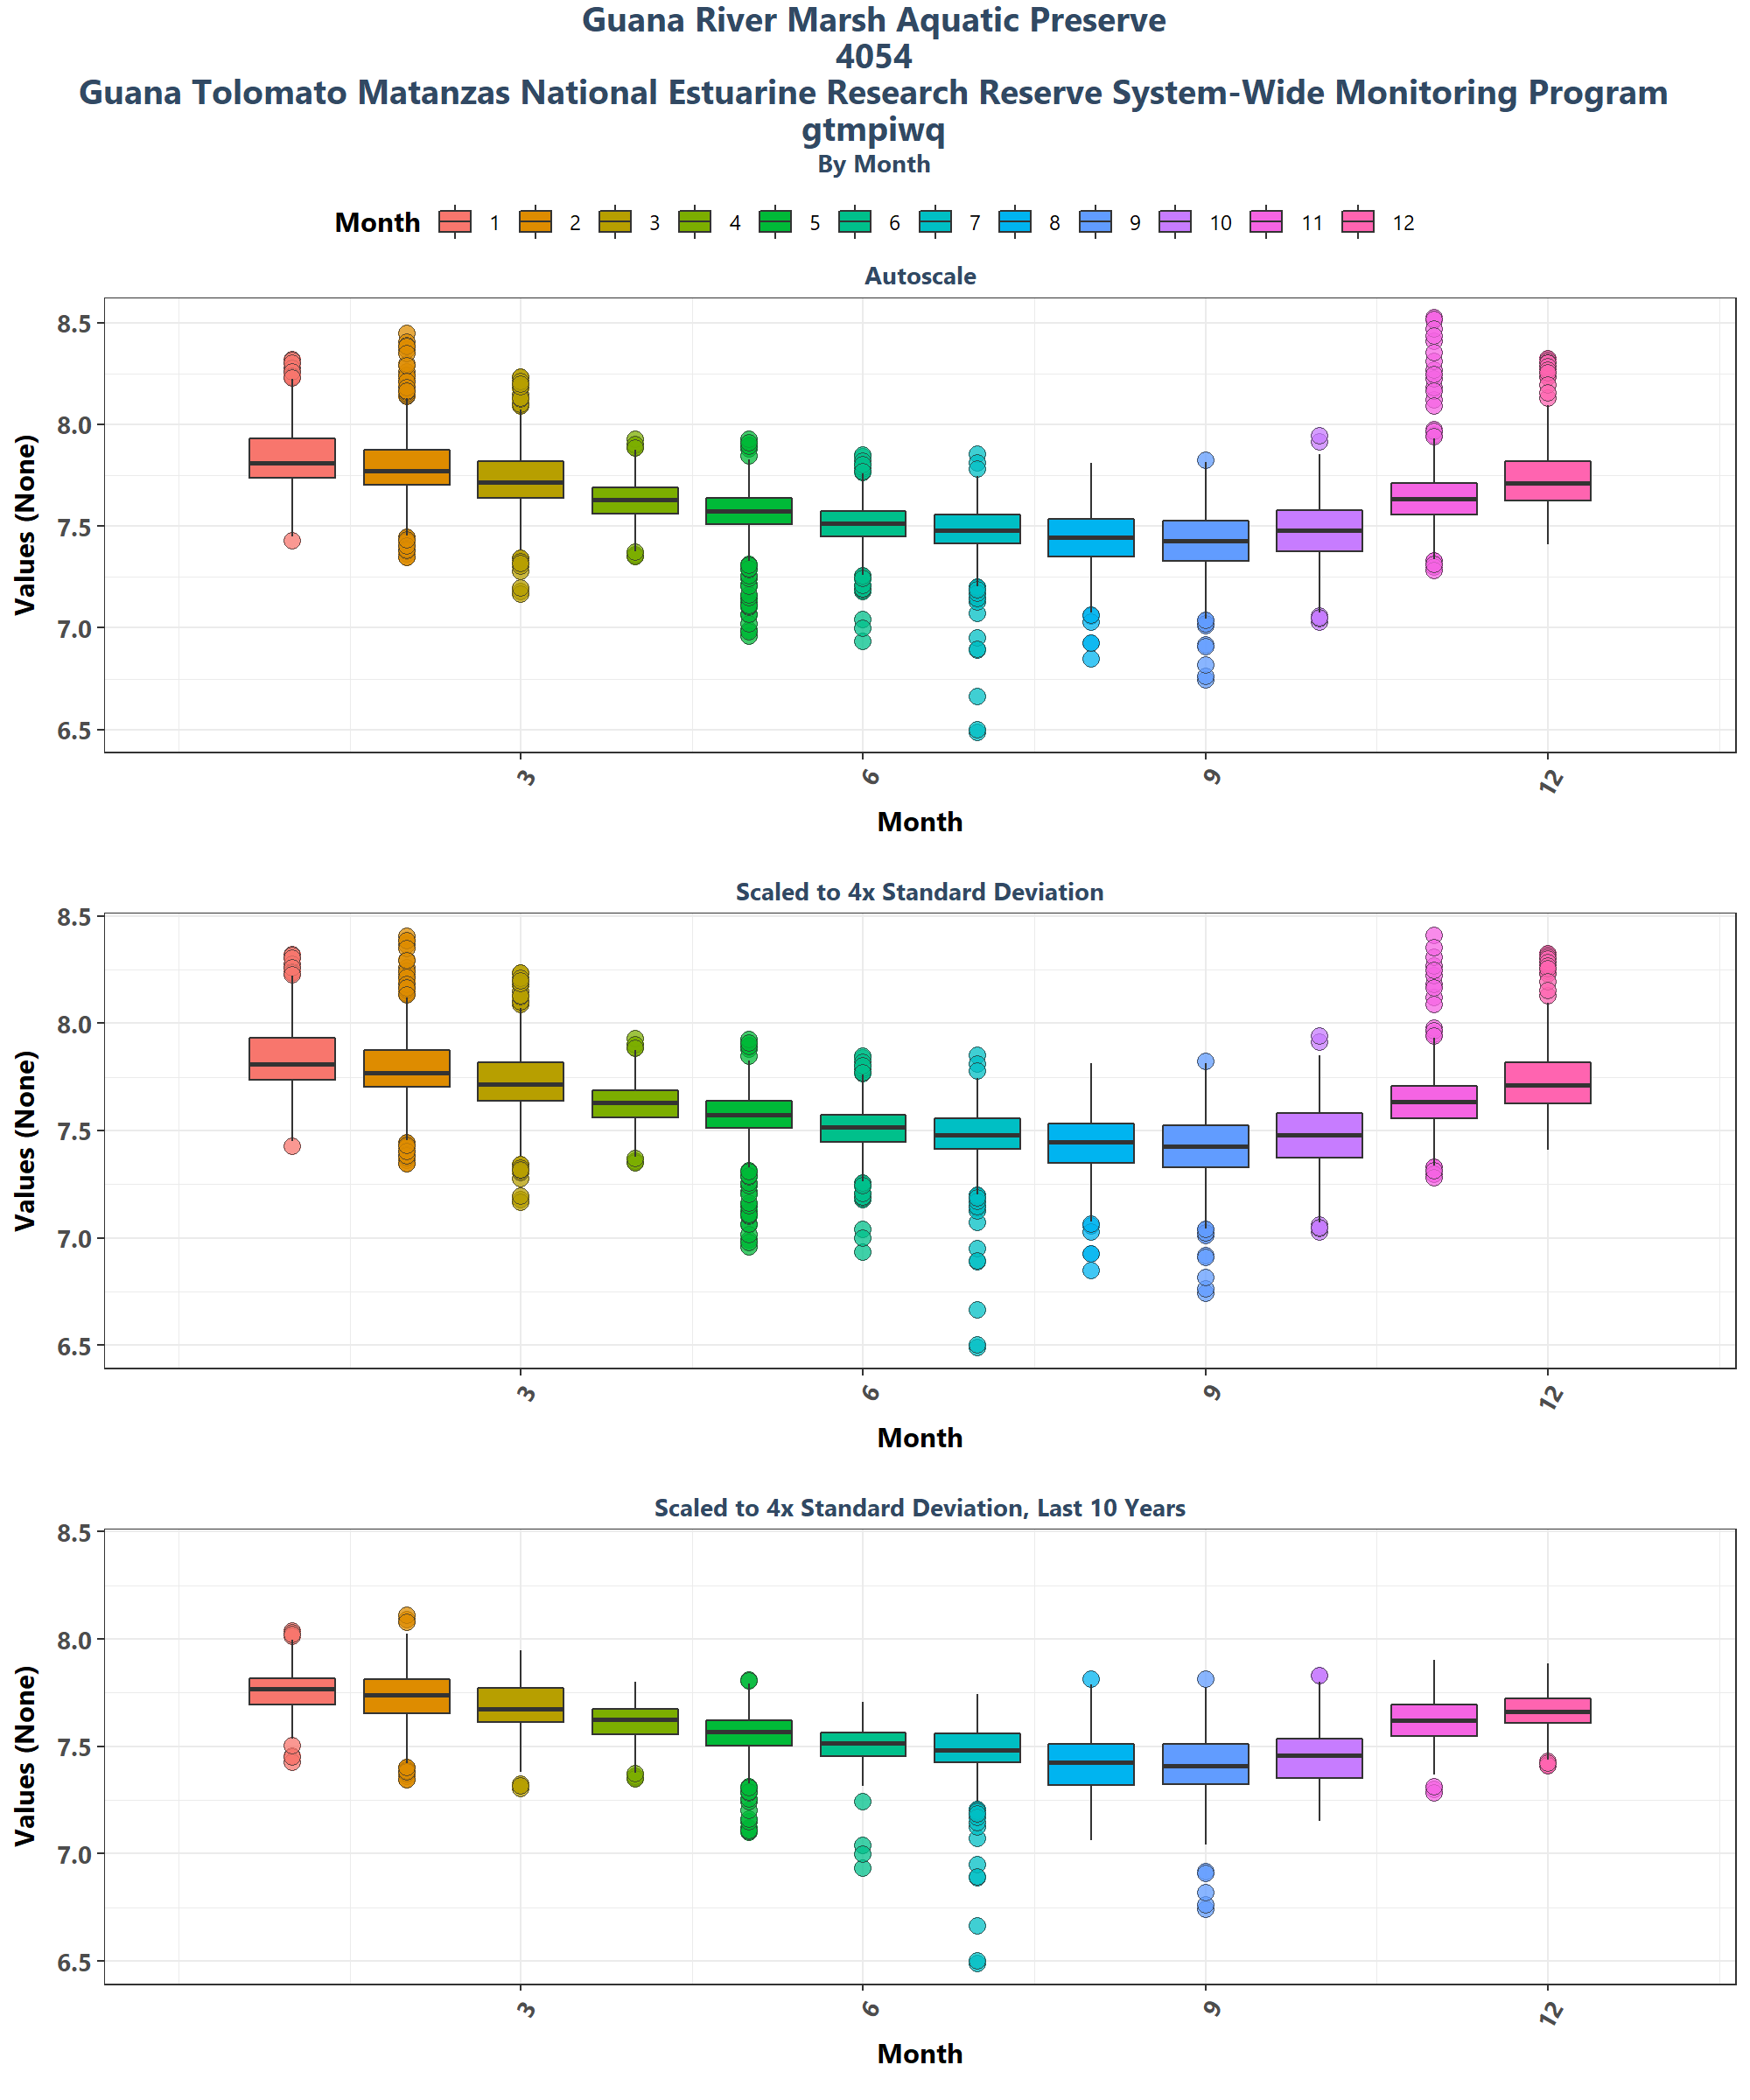 Guana River Marsh Aquatic Preserve
4054
Guana Tolomato Matanzas National Estuarine Research Reserve System-Wide Monitoring Program
gtmpiwq
By Month
Month 1 2 3 4 5 6 7 8 9 10 11 12
Autoscale
8.5
8.0
7.5
7.0
6.5
Values (None)
3 6 9 12
Month
Scaled to 4x Standard Deviation
8.5
8.0
7.5
7.0
6.5
Values (None)
3 6 9 12
Month
Scaled to 4x Standard Deviation, Last 10 Years
8.5
8.0
7.5
7.0
6.5
Values (None)
3 6 9 12
Month